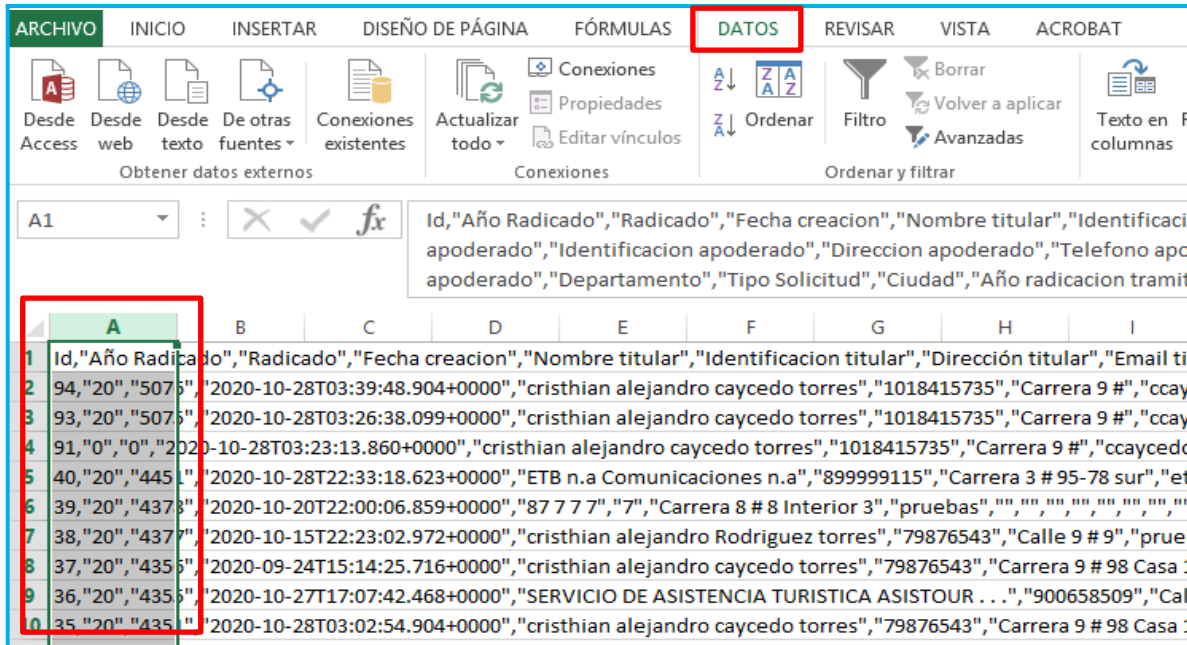 ARCHIVO INICIO INSERTAR DISEÑO DE PÁGINA FÓRMULAS DATOS REVISAR VISTA ACROBAT
Desde Access
Desde web
Desde texto
De otras fuentes
Conexiones existentes
Obtener datos externos
Actualizar todo
Conexiones
Propiedades
Editar vínculos
Conexiones
Ordenar
Filtro
Borrar
Volver a aplicar
Avanzadas
Ordenar y filtrar
Texto en columnas
A1
fx
Id,"Año Radicado","Radicado","Fecha creacion","Nombre titular","Identificaci
apoderado","Identificacion apoderado","Direccion apoderado","Telefono apo
apoderado","Departamento","Tipo Solicitud","Ciudad","Año radicacion tramit
A B C D E F G H I
1 Id,"Año Radicado","Radicado","Fecha creacion","Nombre titular","Identificacion titular","Dirección titular","Email ti
2 94,"20","5076","2020-10-28T03:39:48.904+0000","cristhian alejandro caycedo torres","1018415735","Carrera 9 #","ccay
3 93,"20","5075","2020-10-28T03:26:38.099+0000","cristhian alejandro caycedo torres","1018415735","Carrera 9 #","ccay
4 91,"0","0","2020-10-28T03:23:13.860+0000","cristhian alejandro caycedo torres","1018415735","Carrera 9 #","ccaycedo
5 40,"20","4451","2020-10-28T22:33:18.623+0000","ETB n.a Comunicaciones n.a","899999115","Carrera 3 # 95-78 sur","et
6 39,"20","4378","2020-10-20T22:00:06.859+0000","87 7 7 7","7","Carrera 8 # 8 Interior 3","pruebas","","","","","","","","
7 38,"20","4377","2020-10-15T22:23:02.972+0000","cristhian alejandro Rodriguez torres","79876543","Calle 9 # 9","prue
8 37,"20","4356","2020-09-24T15:14:25.716+0000","cristhian alejandro caycedo torres","79876543","Carrera 9 # 98 Casa 1
9 36,"20","4355","2020-10-27T17:07:42.468+0000","SERVICIO DE ASISTENCIA TURISTICA ASISTOUR . . .","900658509","Cal
10 35,"20","4351","2020-10-28T03:02:54.904+0000","cristhian alejandro caycedo torres","79876543","Carrera 9 # 98 Casa 1